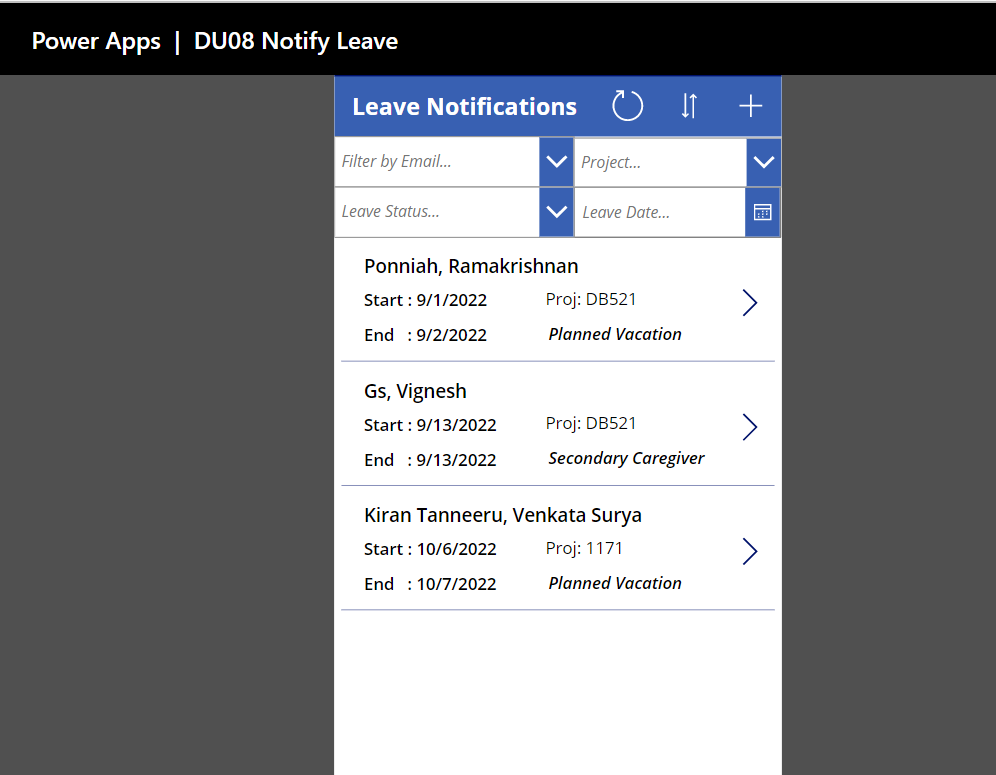 Power Apps | DU08 Notify Leave
Leave Notifications
Filter by Email...
Project...
Leave Status...
Leave Date...
Ponniah, Ramakrishnan
Start : 9/1/2022
Proj: DB521
End : 9/2/2022
Planned Vacation
Gs, Vignesh
Start : 9/13/2022
Proj: DB521
End : 9/13/2022
Secondary Caregiver
Kiran Tanneeru, Venkata Surya
Start : 10/6/2022
Proj: 1171
End : 10/7/2022
Planned Vacation